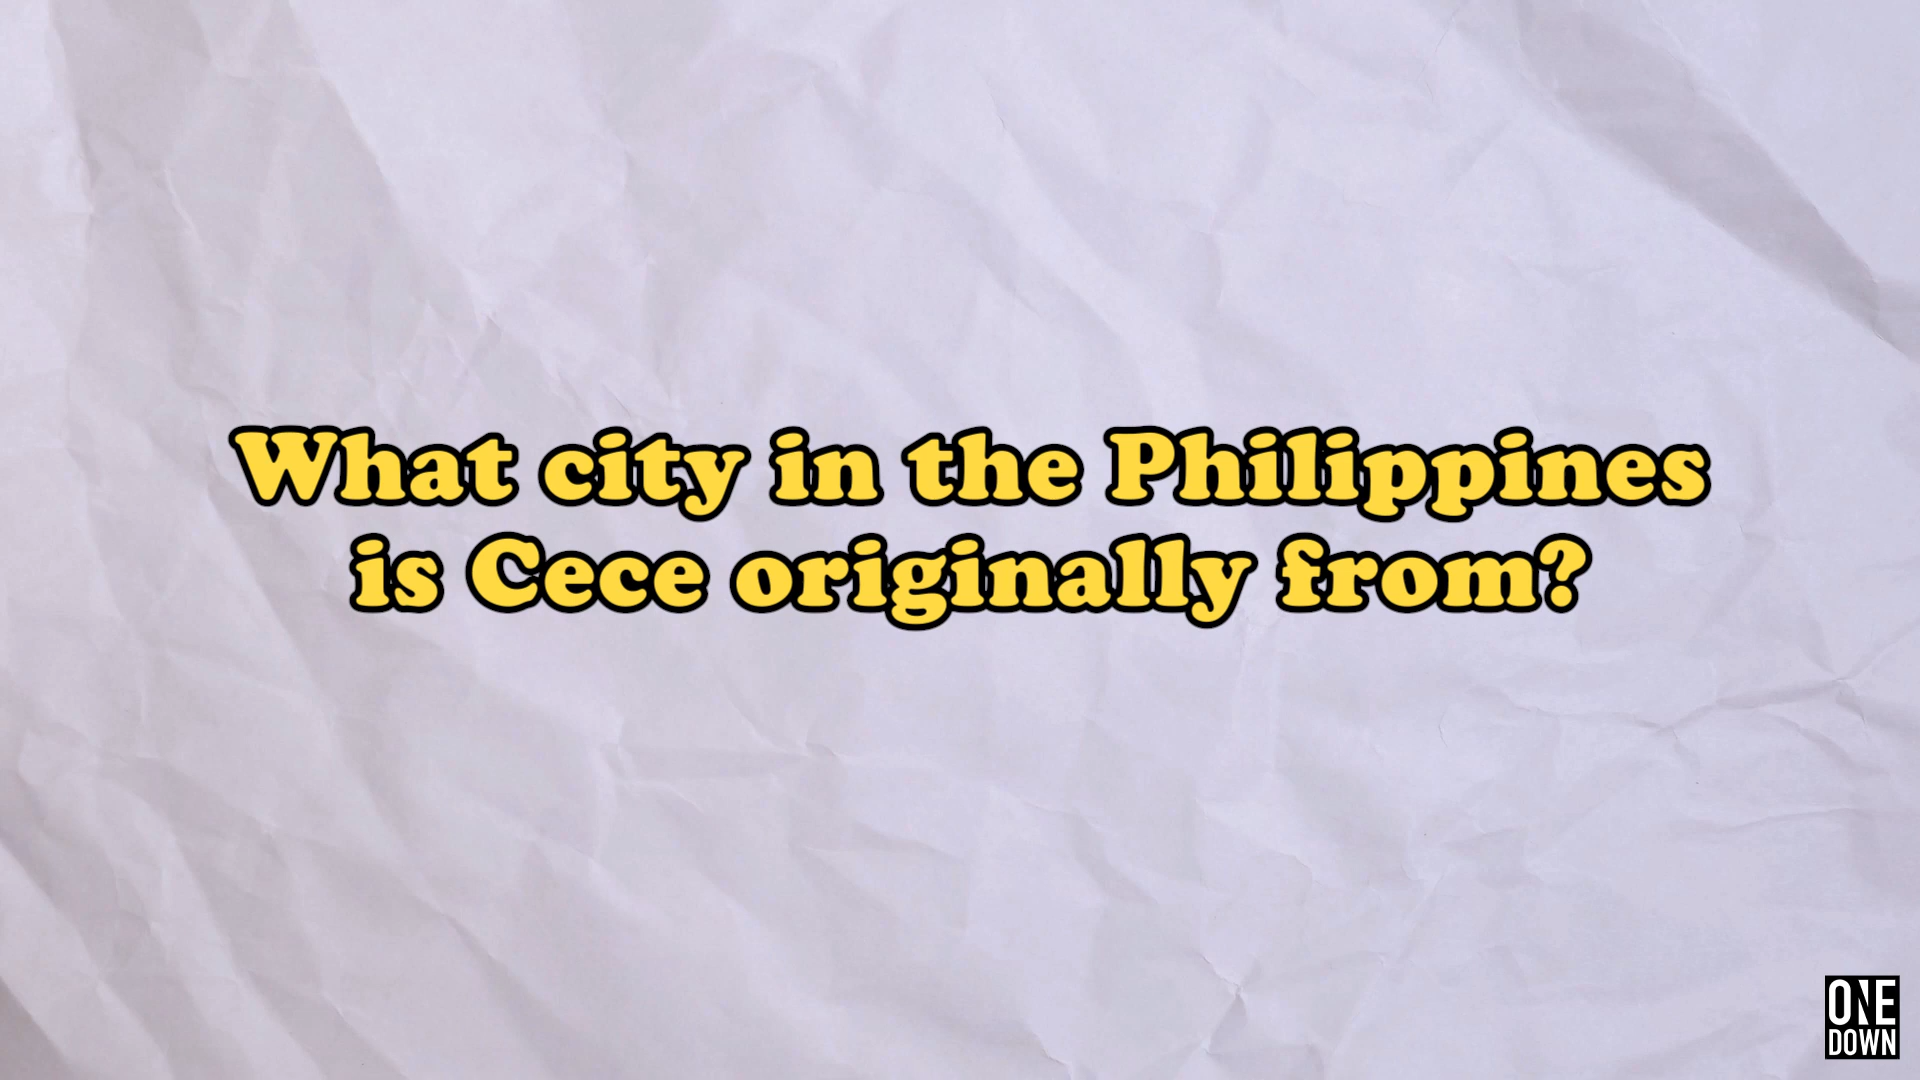 What city in the Philippines
is Cece originally from?
ONE
DOWN